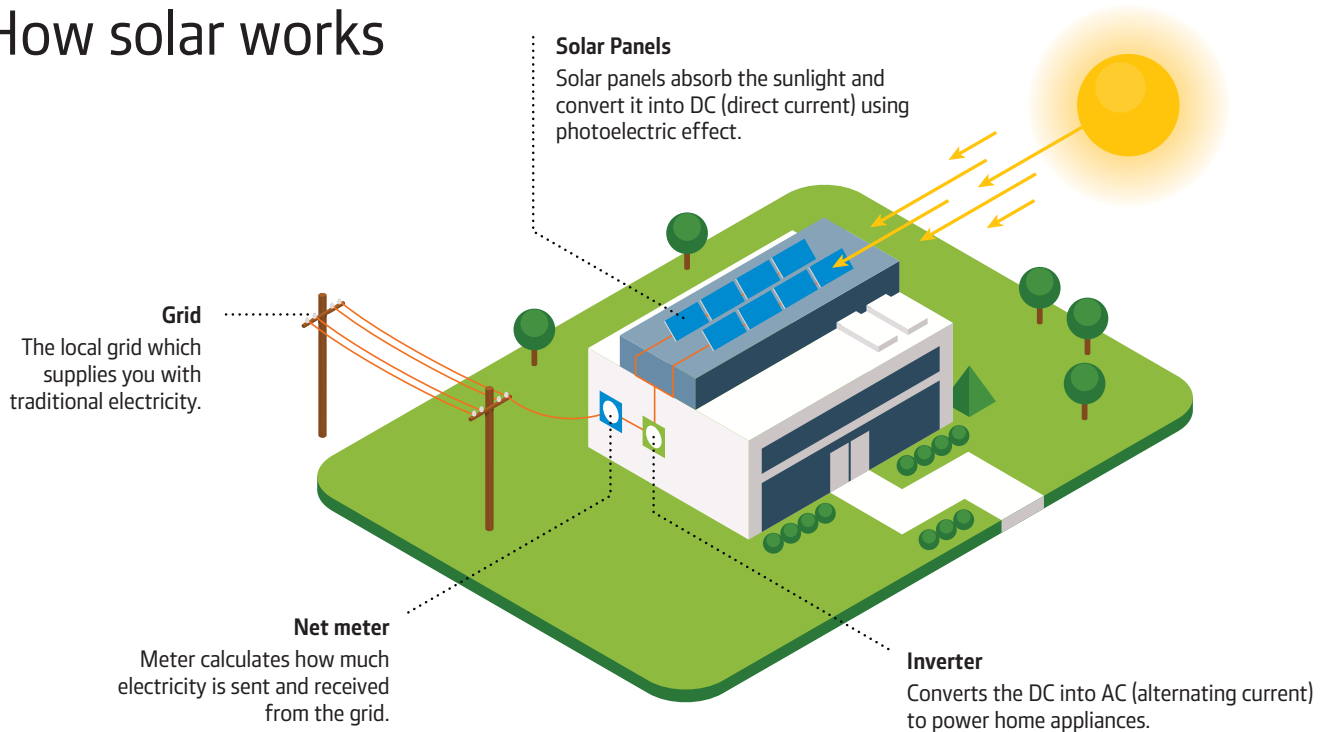 How solar works
Solar Panels
Solar panels absorb the sunlight and
convert it into DC (direct current) using
photoelectric effect.
Grid
The local grid which
supplies you with
traditional electricity.
Net meter
Meter calculates how much
electricity is sent and received
from the grid.
Inverter
Converts the DC into AC (alternating current)
to power home appliances.